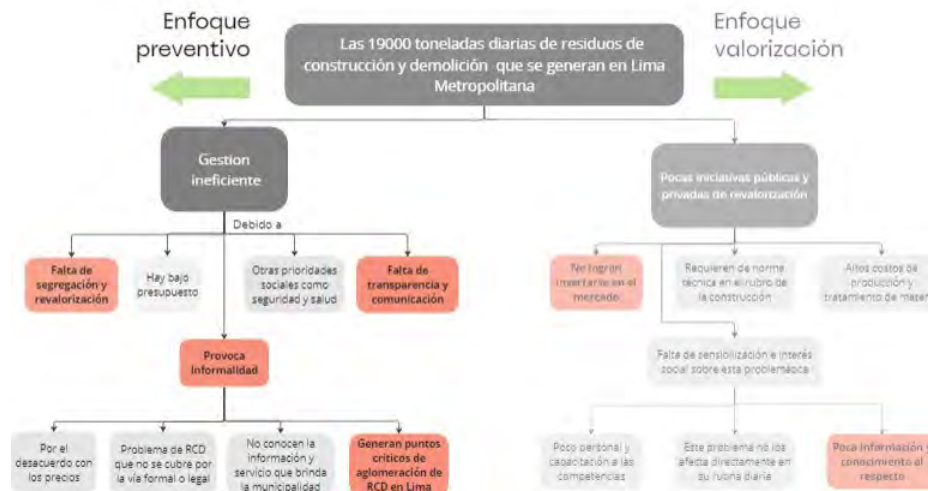 Enfoque
preventivo
Las 19000 toneladas diarias de residuos de
construcción y demolición que se generan en Lima
Metropolitana
Enfoque
valorización
Gestion
ineficiente
Pocas iniciativas públicas y
privadas de revalorización
Debido a
Falta de
segregación y
revalorización
Hay bajo
presupuesto
Otras prioridades
sociales como
seguridad y salud
Falta de
transparencia y
comunicación
No logran
insertarse en el
mercado
Requieren de norma
técnica en el rubro de
la construcción
Altos costos de
producción y
tratamiento de mater
Provoca
Informalidad
Falta de sensibilización e interés
social sobre esta problemática
Por el
desacuerdo con
los precios
Problema de RCD
que no se cubre por
la vía formal o legal
No conocen la
información y
servicio que brinda
la municipalidad
Generan puntos
críticos de
aglomeración de
RCD en Lima
Poco personal y
capacitación a las
competencias
Este problema no los
afecta directamente en
su rutina diaria
Poca información y
conocimiento al
respecto